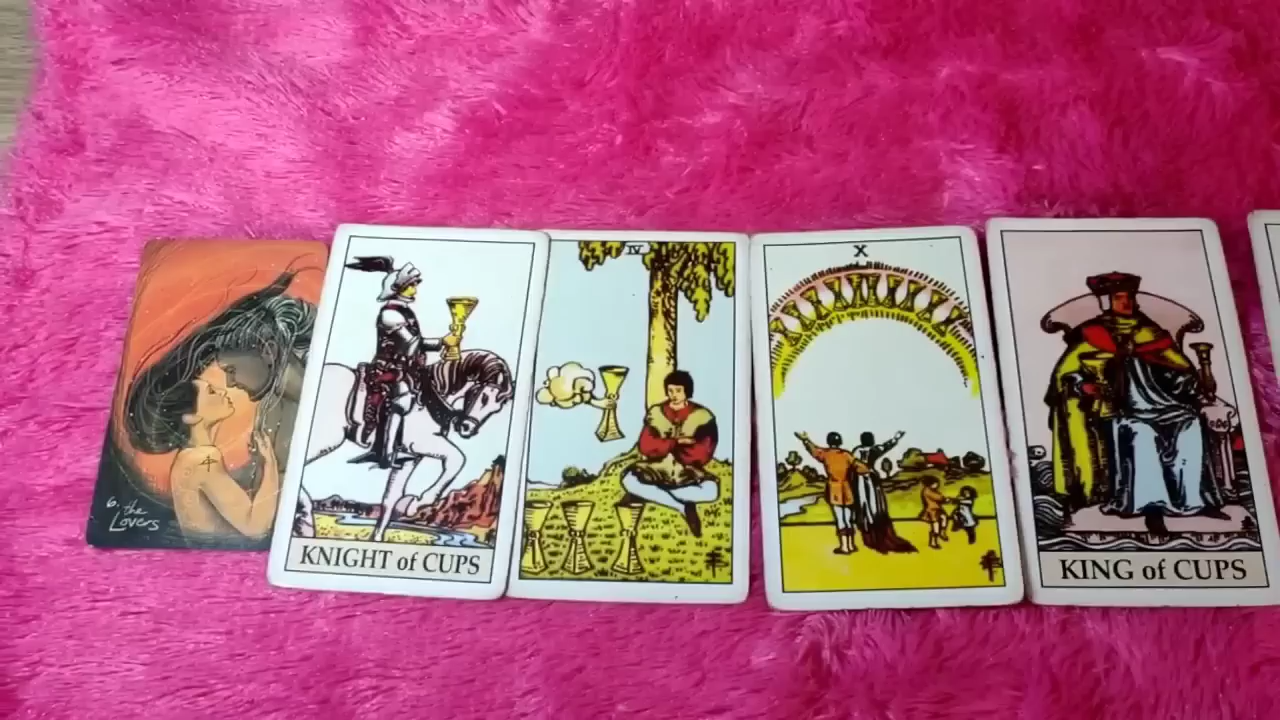 6. the
Lovers
KNIGHT of CUPS
IV
X
KING of CUPS